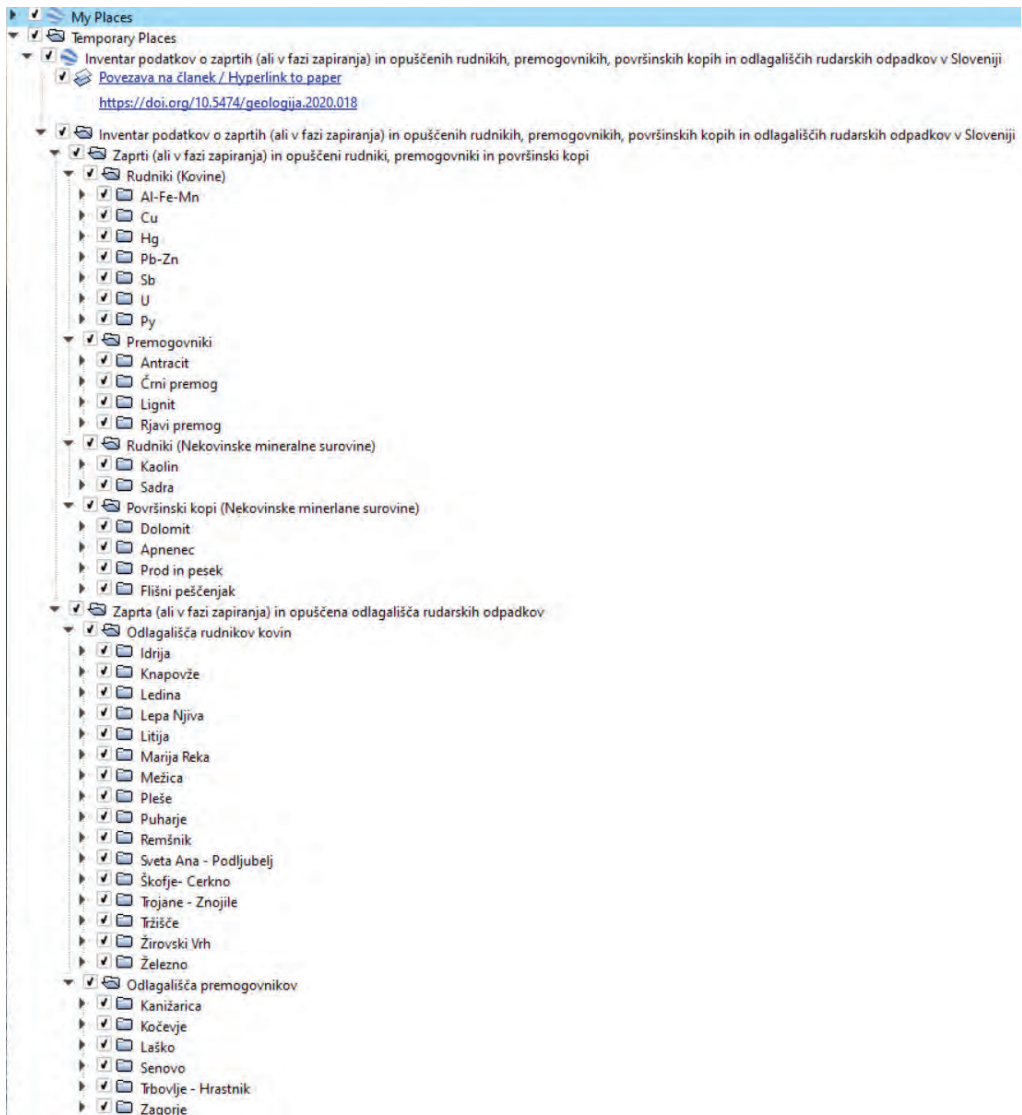 My Places
Temporary Places
Inventar podatkov o zaprtih (ali v fazi zapiranja) in opuščenih rudnikih, premogovnikih, površinskih kopih in odlagališčih rudarskih odpadkov v Sloveniji
Povezava na članek / Hyperlink to paper
https://doi.org/10.5474/geologija.2020.018
Inventar podatkov o zaprtih (ali v fazi zapiranja) in opuščenih rudnikih, premogovnikih, površinskih kopih in odlagališčih rudarskih odpadkov v Sloveniji
Zaprti (ali v fazi zapiranja) in opuščeni rudniki, premogovniki in površinski kopi
Rudniki (Kovine)
Al-Fe-Mn
Cu
Hg
Pb-Zn
Sb
U
Py
Premogovniki
Antracit
Črni premog
Lignit
Rjavi premog
Rudniki (Nekovinske mineralne surovine)
Kaolin
Sadra
Površinski kopi (Nekovinske minerlane surovine)
Dolomit
Apnenec
Prod in pesek
Flišni peščenjak
Zaprta (ali v fazi zapiranja) in opuščena odlagališča rudarskih odpadkov
Odlagališča rudnikov kovin
Idrija
Knapovže
Ledina
Lepa Njiva
Litija
Marija Reka
Mežica
Pleše
Puharje
Remšnik
Sveta Ana - Podljubelj
Škofje- Cerkno
Trojane - Znojile
Tržišče
Žirovski Vrh
Železno
Odlagališča premogovnikov
Kanižarica
Kočevje
Laško
Senovo
Trbovlje - Hrastnik
Zagorje